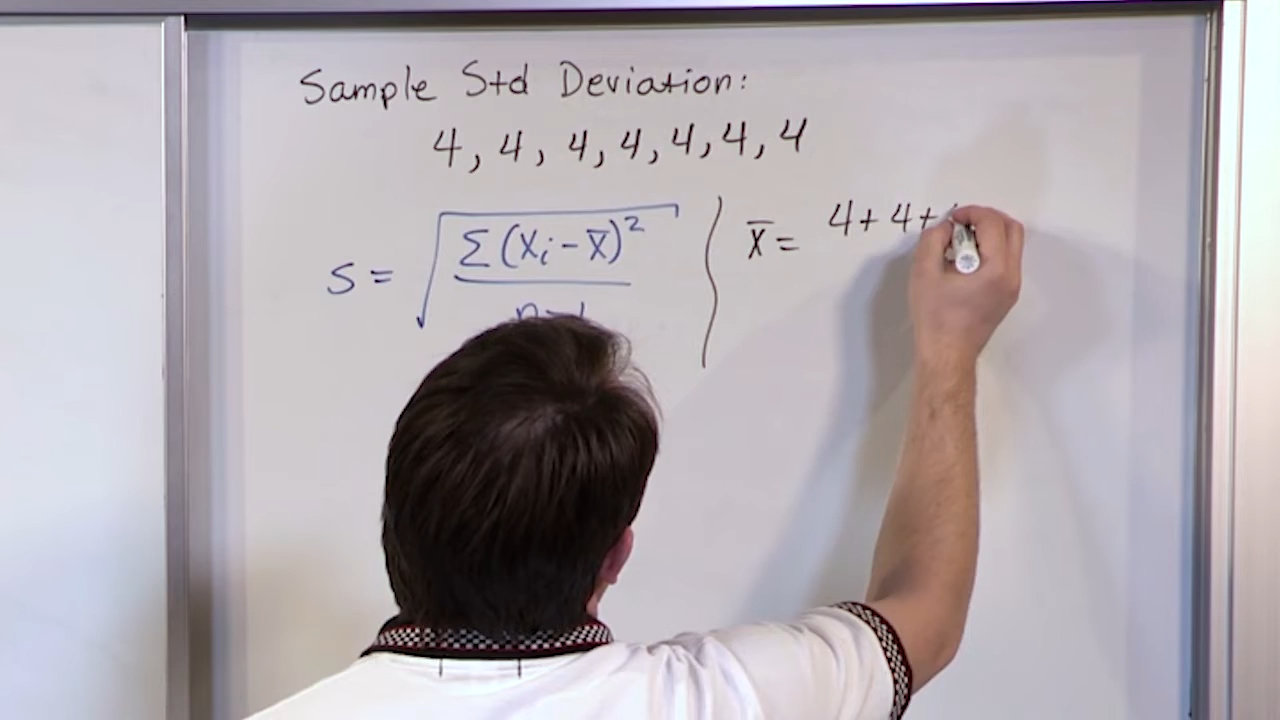 Sample Std Deviation:
4, 4, 4, 4, 4, 4, 4
S = √ Σ(Xi - X̄)²
n-1
X̄ = 4 + 4 +